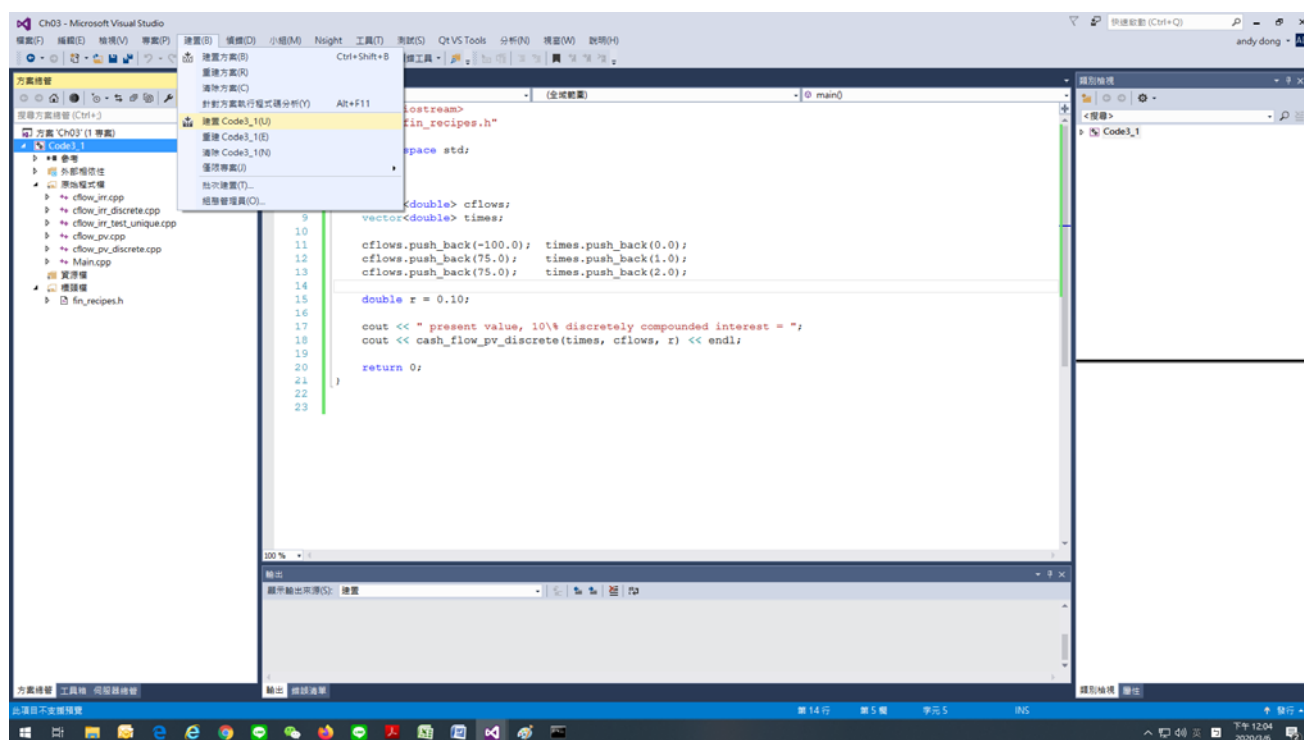 Ch03 - Microsoft Visual Studio
快速啟動 (Ctrl+Q)
檔案(F) 編輯(E) 檢視(V) 專案(P) 建置(B) 偵錯(D) 小組(M) Nsight 工具(T) 測試(S) Qt VS Tools 分析(N) 視窗(W) 說明(H)
andy dong
建置方案(B) Ctrl+Shift+B
重建方案(R)
清除方案(C)
針對方案執行程式碼分析(Y) Alt+F11
建置 Code3_1(U)
重建 Code3_1(E)
清除 Code3_1(N)
僅限專案(J)
批次建置(T)...
組態管理員(O)...
方案總管
搜尋方案總管 (Ctrl+;)
方案 'Ch03' (1 專案)
Code3_1
參考
外部相依性
原始程式檔
cflow_irr.cpp
cflow_irr_discrete.cpp
cflow_irr_test_unique.cpp
cflow_pv.cpp
cflow_pv_discrete.cpp
Main.cpp
資源檔
標頭檔
fin_recipes.h
(全域範圍) main()
iostream>
fin_recipes.h"
space std;
<double> cflows;
9 vector<double> times;
10
11 cflows.push_back(-100.0); times.push_back(0.0);
12 cflows.push_back(75.0); times.push_back(1.0);
13 cflows.push_back(75.0); times.push_back(2.0);
14
15 double r = 0.10;
16
17 cout << " present value, 10\% discretely compounded interest = ";
18 cout << cash_flow_pv_discrete(times, cflows, r) << endl;
19
20 return 0;
21 }
22
23
100 %
類別檢視
<搜尋>
Code3_1
輸出
顯示輸出來源(S): 建置
方案總管 工具箱 伺服器總管
輸出 錯誤清單
類別檢視 屬性
此項目不支援預覽 第 14 行 第 5 欄 字元 5 INS 發行
英
下午 12:04
2020/3/6